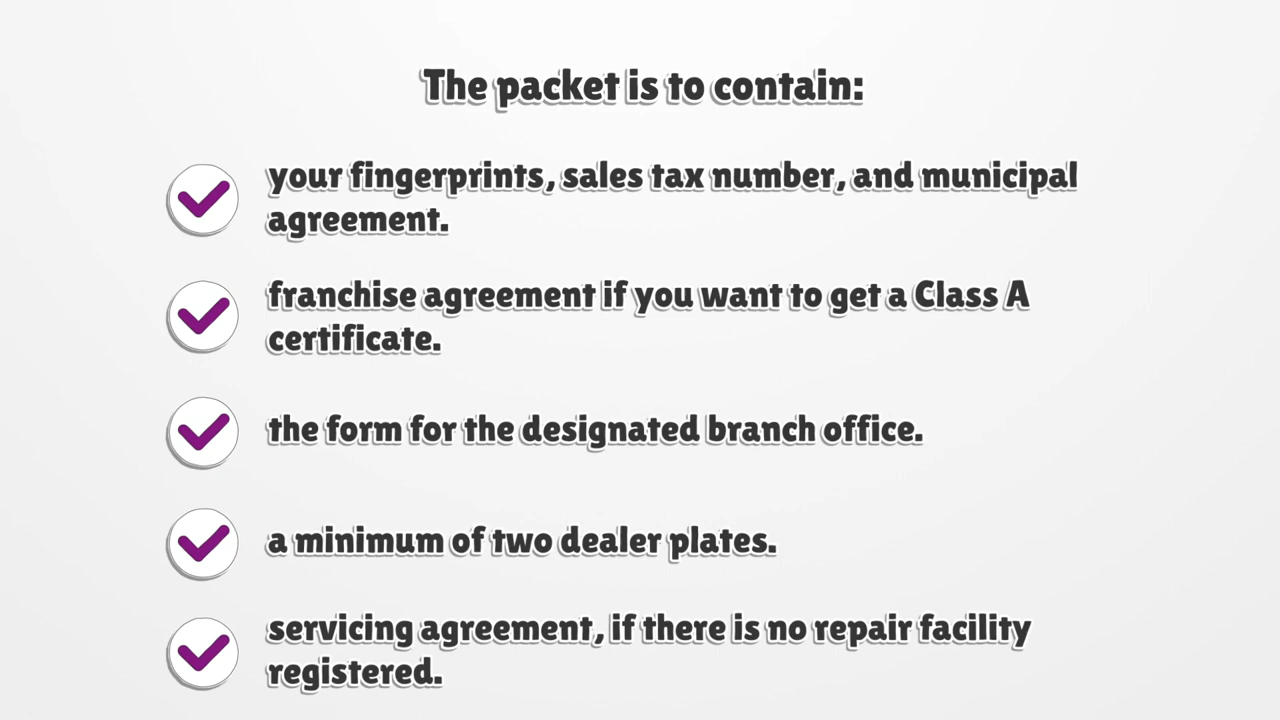 The packet is to contain:
your fingerprints, sales tax number, and municipal
agreement.
franchise agreement if you want to get a Class A
certificate.
the form for the designated branch office.
a minimum of two dealer plates.
servicing agreement, if there is no repair facility
registered.